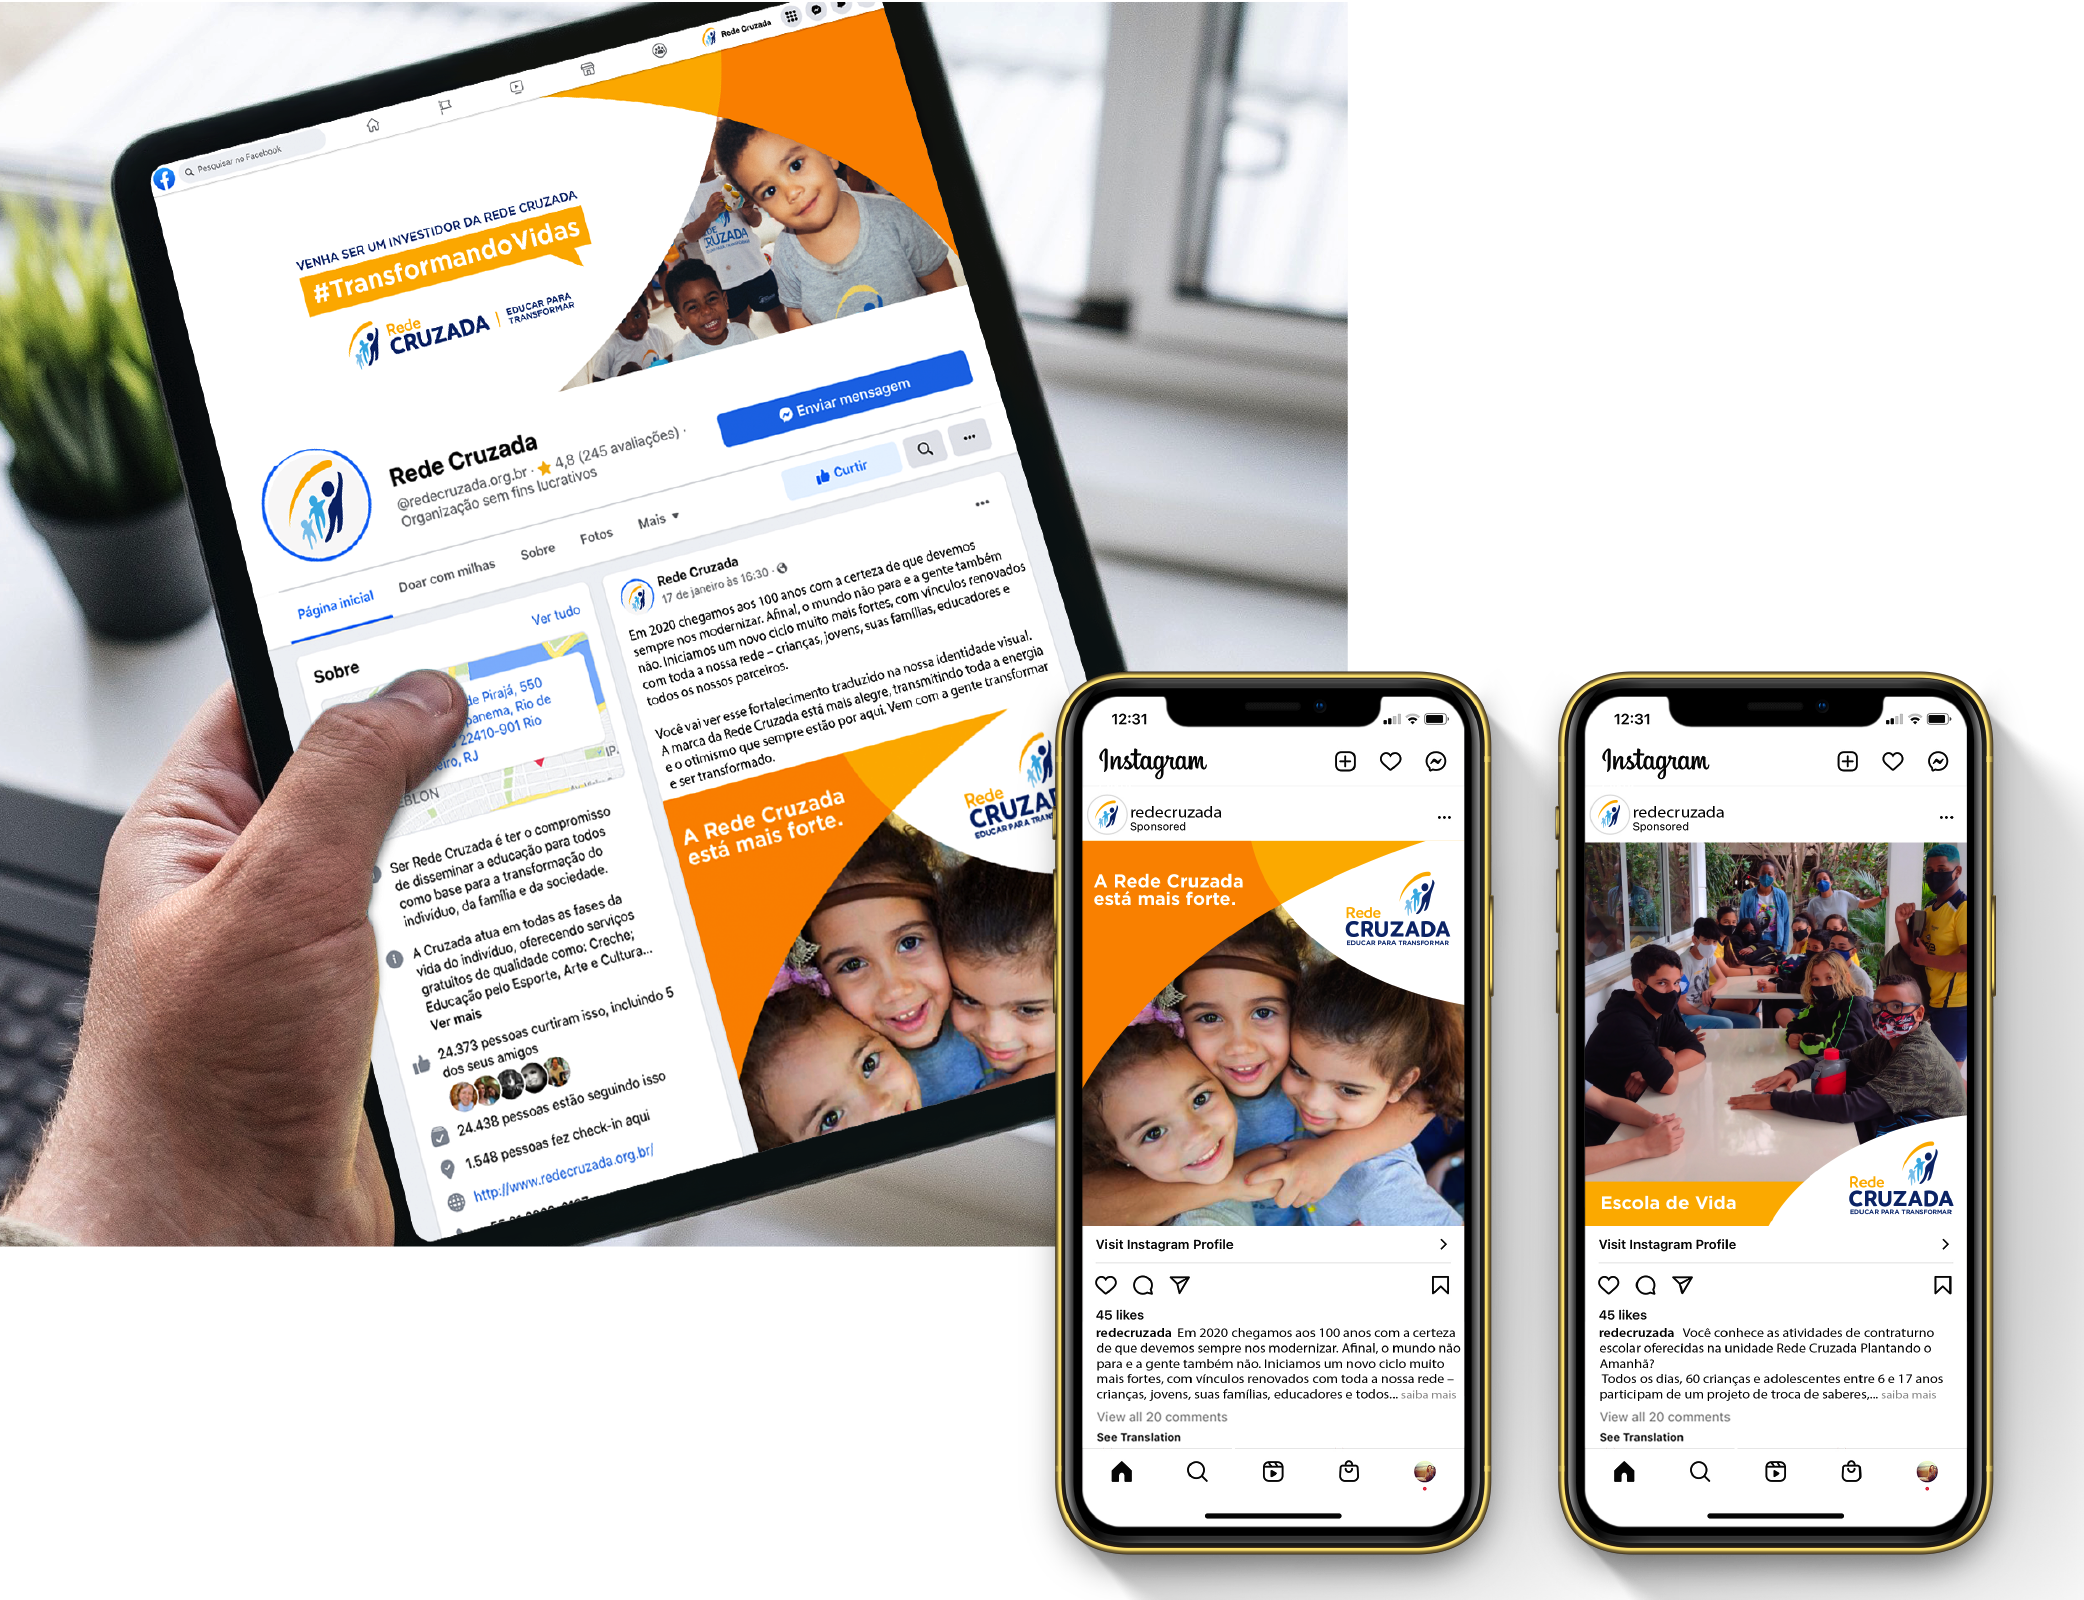 Pesquisar no Facebook
Rede Cruzada
VENHA SER UM INVESTIDOR DA REDE CRUZADA
#TransformandoVidas
Rede
CRUZADA
EDUCAR PARA
TRANSFORMAR
RUZADA
Rede Cruzada
@redecruzada.org.br · 4,8 (245 avaliações) ·
Organização sem fins lucrativos
Enviar mensagem
Curtir
Página inicial
Doar com milhas
Sobre
Fotos
Mais
Sobre
Ver tudo
de Pirajá, 550
panema, Rio de
22410-901 Rio
eiro, RJ
EBLON
Ser Rede Cruzada é ter o compromisso
de disseminar a educação para todos
como base para a transformação do
indivíduo, da família e da sociedade.
A Cruzada atua em todas as fases da
vida do indivíduo, oferecendo serviços
gratuitos de qualidade como: Creche;
Educação pelo Esporte, Arte e Cultura...
Ver mais
24.373 pessoas curtiram isso, incluindo 5
dos seus amigos
24.438 pessoas estão seguindo isso
1.548 pessoas fez check-in aqui
http://www.redecruzada.org.br/
Rede Cruzada
17 de janeiro às 16:30 ·
Em 2020 chegamos aos 100 anos com a certeza de que devemos
sempre nos modernizar. Afinal, o mundo não para e a gente também
não. Iniciamos um novo ciclo muito mais fortes, com vínculos renovados
com toda a nossa rede – crianças, jovens, suas famílias, educadores e
todos os nossos parceiros.
Você vai ver esse fortalecimento traduzido na nossa identidade visual.
A marca da Rede Cruzada está mais alegre, transmitindo toda a energia
e o otimismo que sempre estão por aqui. Vem com a gente transformar
e ser transformado.
A Rede Cruzada
está mais forte.
Rede
CRUZADA
EDUCAR PARA TRANSF
12:31
Instagram
redecruzada
Sponsored
A Rede Cruzada
está mais forte.
Rede
CRUZADA
EDUCAR PARA TRANSFORMAR
Visit Instagram Profile
45 likes
redecruzada Em 2020 chegamos aos 100 anos com a certeza
de que devemos sempre nos modernizar. Afinal, o mundo não
para e a gente também não. Iniciamos um novo ciclo muito
mais fortes, com vínculos renovados com toda a nossa rede –
crianças, jovens, suas famílias, educadores e todos... saiba mais
View all 20 comments
See Translation
12:31
Instagram
redecruzada
Sponsored
Escola de Vida
Rede
CRUZADA
EDUCAR PARA TRANSFORMAR
Visit Instagram Profile
45 likes
redecruzada Você conhece as atividades de contraturno
escolar oferecidas na unidade Rede Cruzada Plantando o
Amanhã?
Todos os dias, 60 crianças e adolescentes entre 6 e 17 anos
participam de um projeto de troca de saberes,... saiba mais
View all 20 comments
See Translation